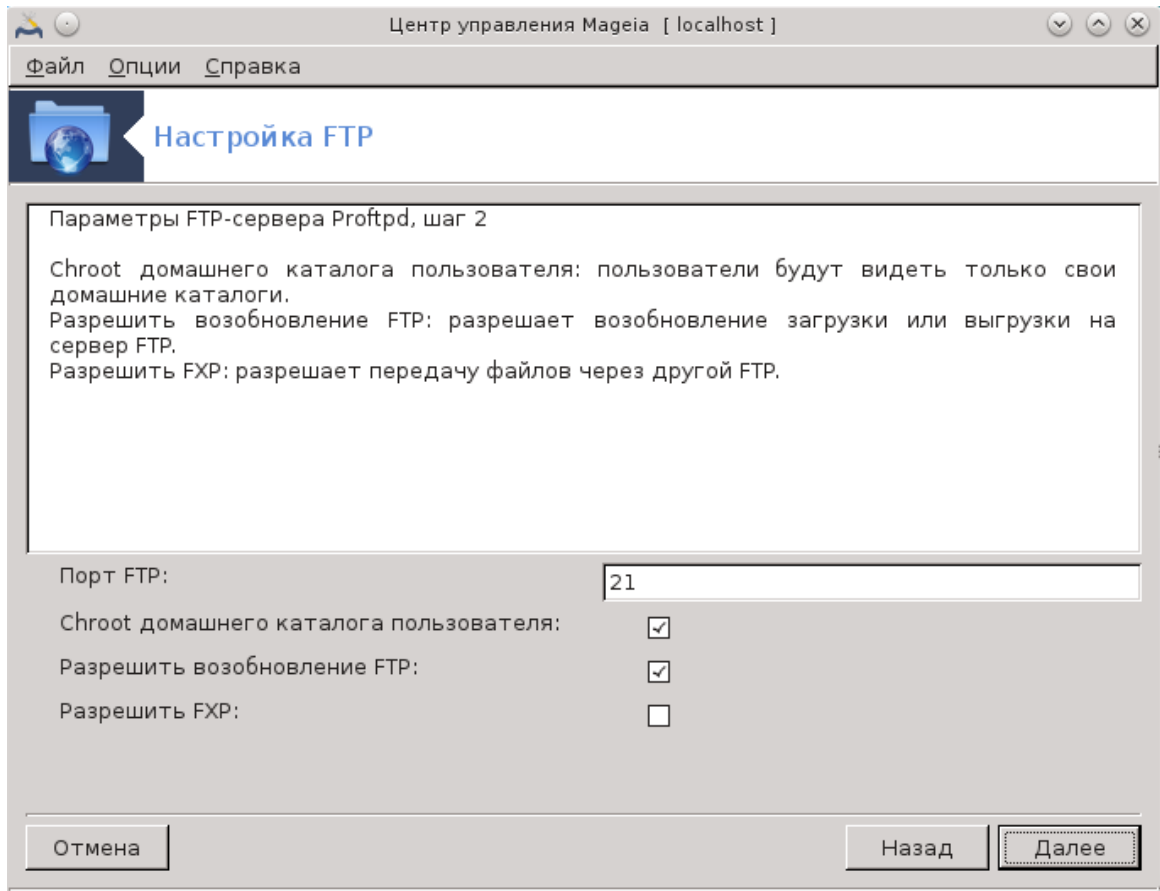 Центр управления Mageia [ localhost ]
Файл Опции Справка
Настройка FTP
Параметры FTP-сервера Proftpd, шаг 2
Chroot домашнего каталога пользователя: пользователи будут видеть только свои
домашние каталоги.
Разрешить возобновление FTP: разрешает возобновление загрузки или выгрузки на
сервер FTP.
Разрешить FXP: разрешает передачу файлов через другой FTP.
Порт FTP: 21
Chroot домашнего каталога пользователя:
Разрешить возобновление FTP:
Разрешить FXP:
Отмена Назад Далее